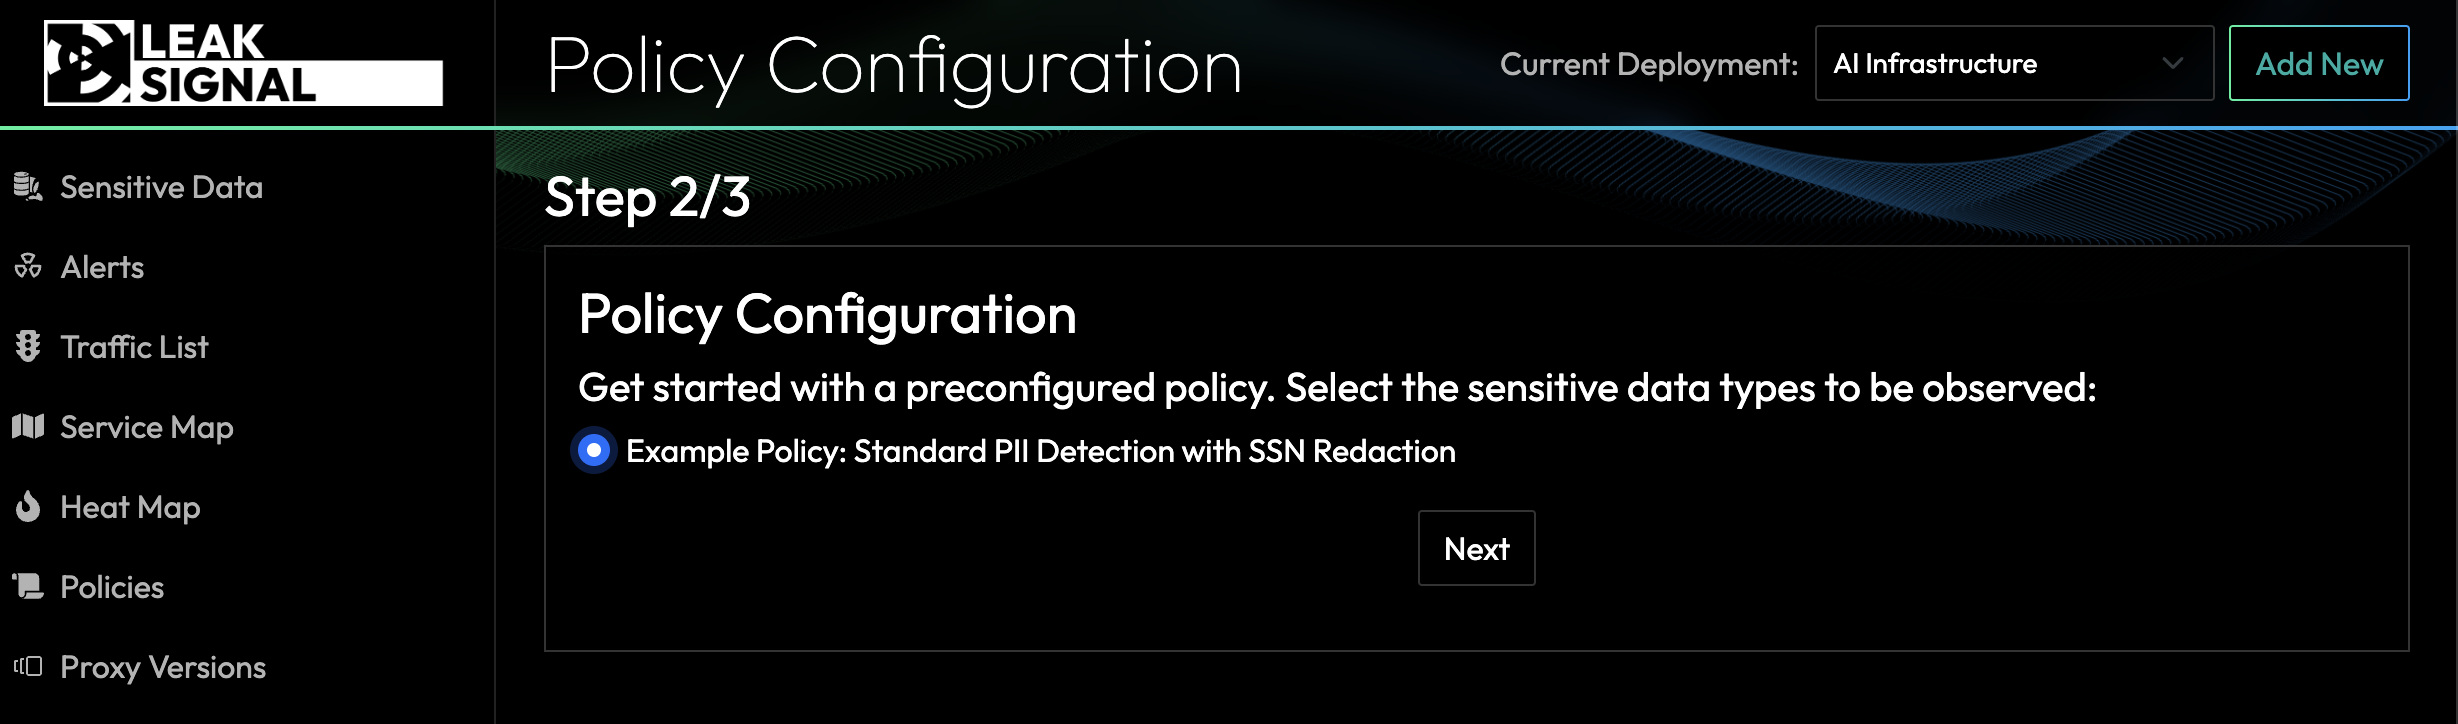 LEAK
SIGNAL
Policy Configuration
Current Deployment:
AI Infrastructure
Add New
Sensitive Data
Alerts
Traffic List
Service Map
Heat Map
Policies
Proxy Versions
Step 2/3
Policy Configuration
Get started with a preconfigured policy. Select the sensitive data types to be observed:
Example Policy: Standard PII Detection with SSN Redaction
Next